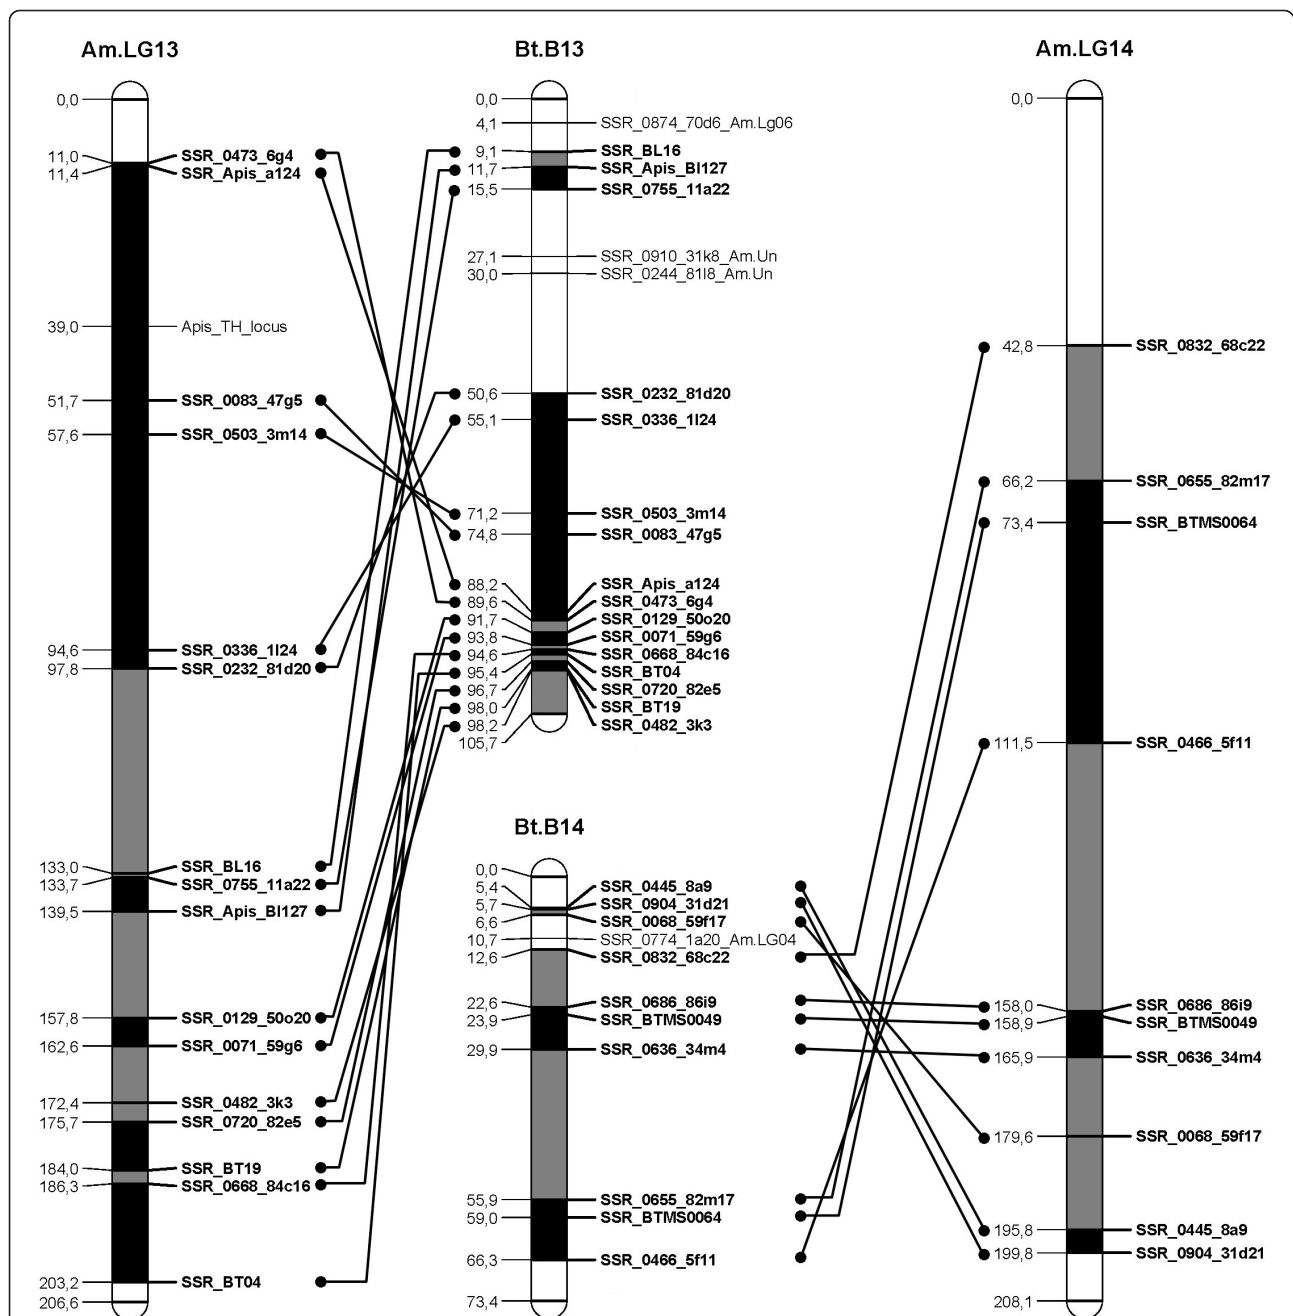 Am.LG13
0,0
11,0 SSR_0473_6g4
11,4 SSR_Apis_a124
39,0 Apis_TH_locus
51,7 SSR_0083_47g5
57,6 SSR_0503_3m14
94,6 SSR_0336_1l24
97,8 SSR_0232_81d20
133,0 SSR_BL16
133,7 SSR_0755_11a22
139,5 SSR_Apis_BI127
157,8 SSR_0129_50o20
162,6 SSR_0071_59g6
172,4 SSR_0482_3k3
175,7 SSR_0720_82e5
184,0 SSR_BT19
186,3 SSR_0668_84c16
203,2 SSR_BT04
206,6
Bt.B13
0,0
4,1 SSR_0874_70d6_Am.Lg06
9,1 SSR_BL16
11,7 SSR_Apis_BI127
15,5 SSR_0755_11a22
27,1 SSR_0910_31k8_Am.Un
30,0 SSR_0244_81l8_Am.Un
50,6 SSR_0232_81d20
55,1 SSR_0336_1l24
71,2 SSR_0503_3m14
74,8 SSR_0083_47g5
88,2 SSR_Apis_a124
89,6 SSR_0473_6g4
91,7 SSR_0129_50o20
93,8 SSR_0071_59g6
94,6 SSR_0668_84c16
95,4 SSR_BT04
96,7 SSR_0720_82e5
98,0 SSR_BT19
98,2 SSR_0482_3k3
105,7
Bt.B14
0,0
5,4 SSR_0445_8a9
5,7 SSR_0904_31d21
6,6 SSR_0068_59f17
10,7 SSR_0774_1a20_Am.LG04
12,6 SSR_0832_68c22
22,6 SSR_0686_86i9
23,9 SSR_BTMS0049
29,9 SSR_0636_34m4
55,9 SSR_0655_82m17
59,0 SSR_BTMS0064
66,3 SSR_0466_5f11
73,4
Am.LG14
0,0
42,8 SSR_0832_68c22
66,2 SSR_0655_82m17
73,4 SSR_BTMS0064
111,5 SSR_0466_5f11
158,0 SSR_0686_86i9
158,9 SSR_BTMS0049
165,9 SSR_0636_34m4
179,6 SSR_0068_59f17
195,8 SSR_0445_8a9
199,8 SSR_0904_31d21
208,1